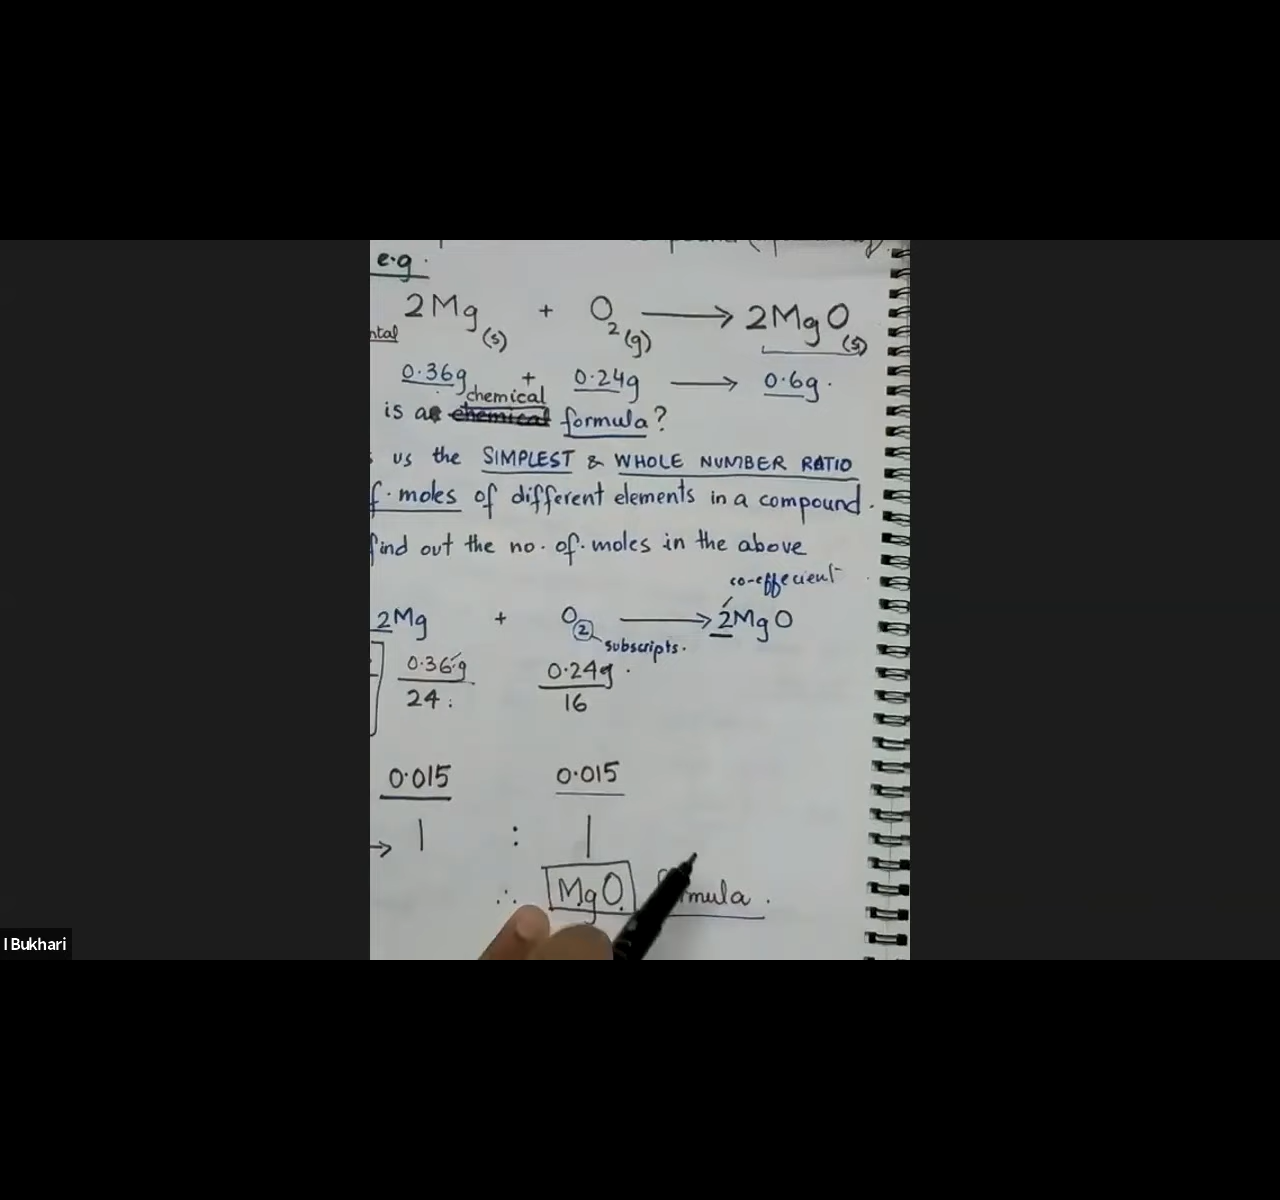 e.g.
2Mg(s) + O2(g) ⟶ 2MgO(s)
ntal
0.36g + 0.24g ⟶ 0.6g.
chemical
is a formula?
us the SIMPLEST & WHOLE NUMBER RATIO
f. moles of different elements in a compound.
find out the no. of. moles in the above
co-effecient
2Mg + O2 ⟶ 2MgO
subscripts.
0.36g 0.24g
24 16
0.015 0.015
→ 1 : 1
∴ MgO
I Bukhari